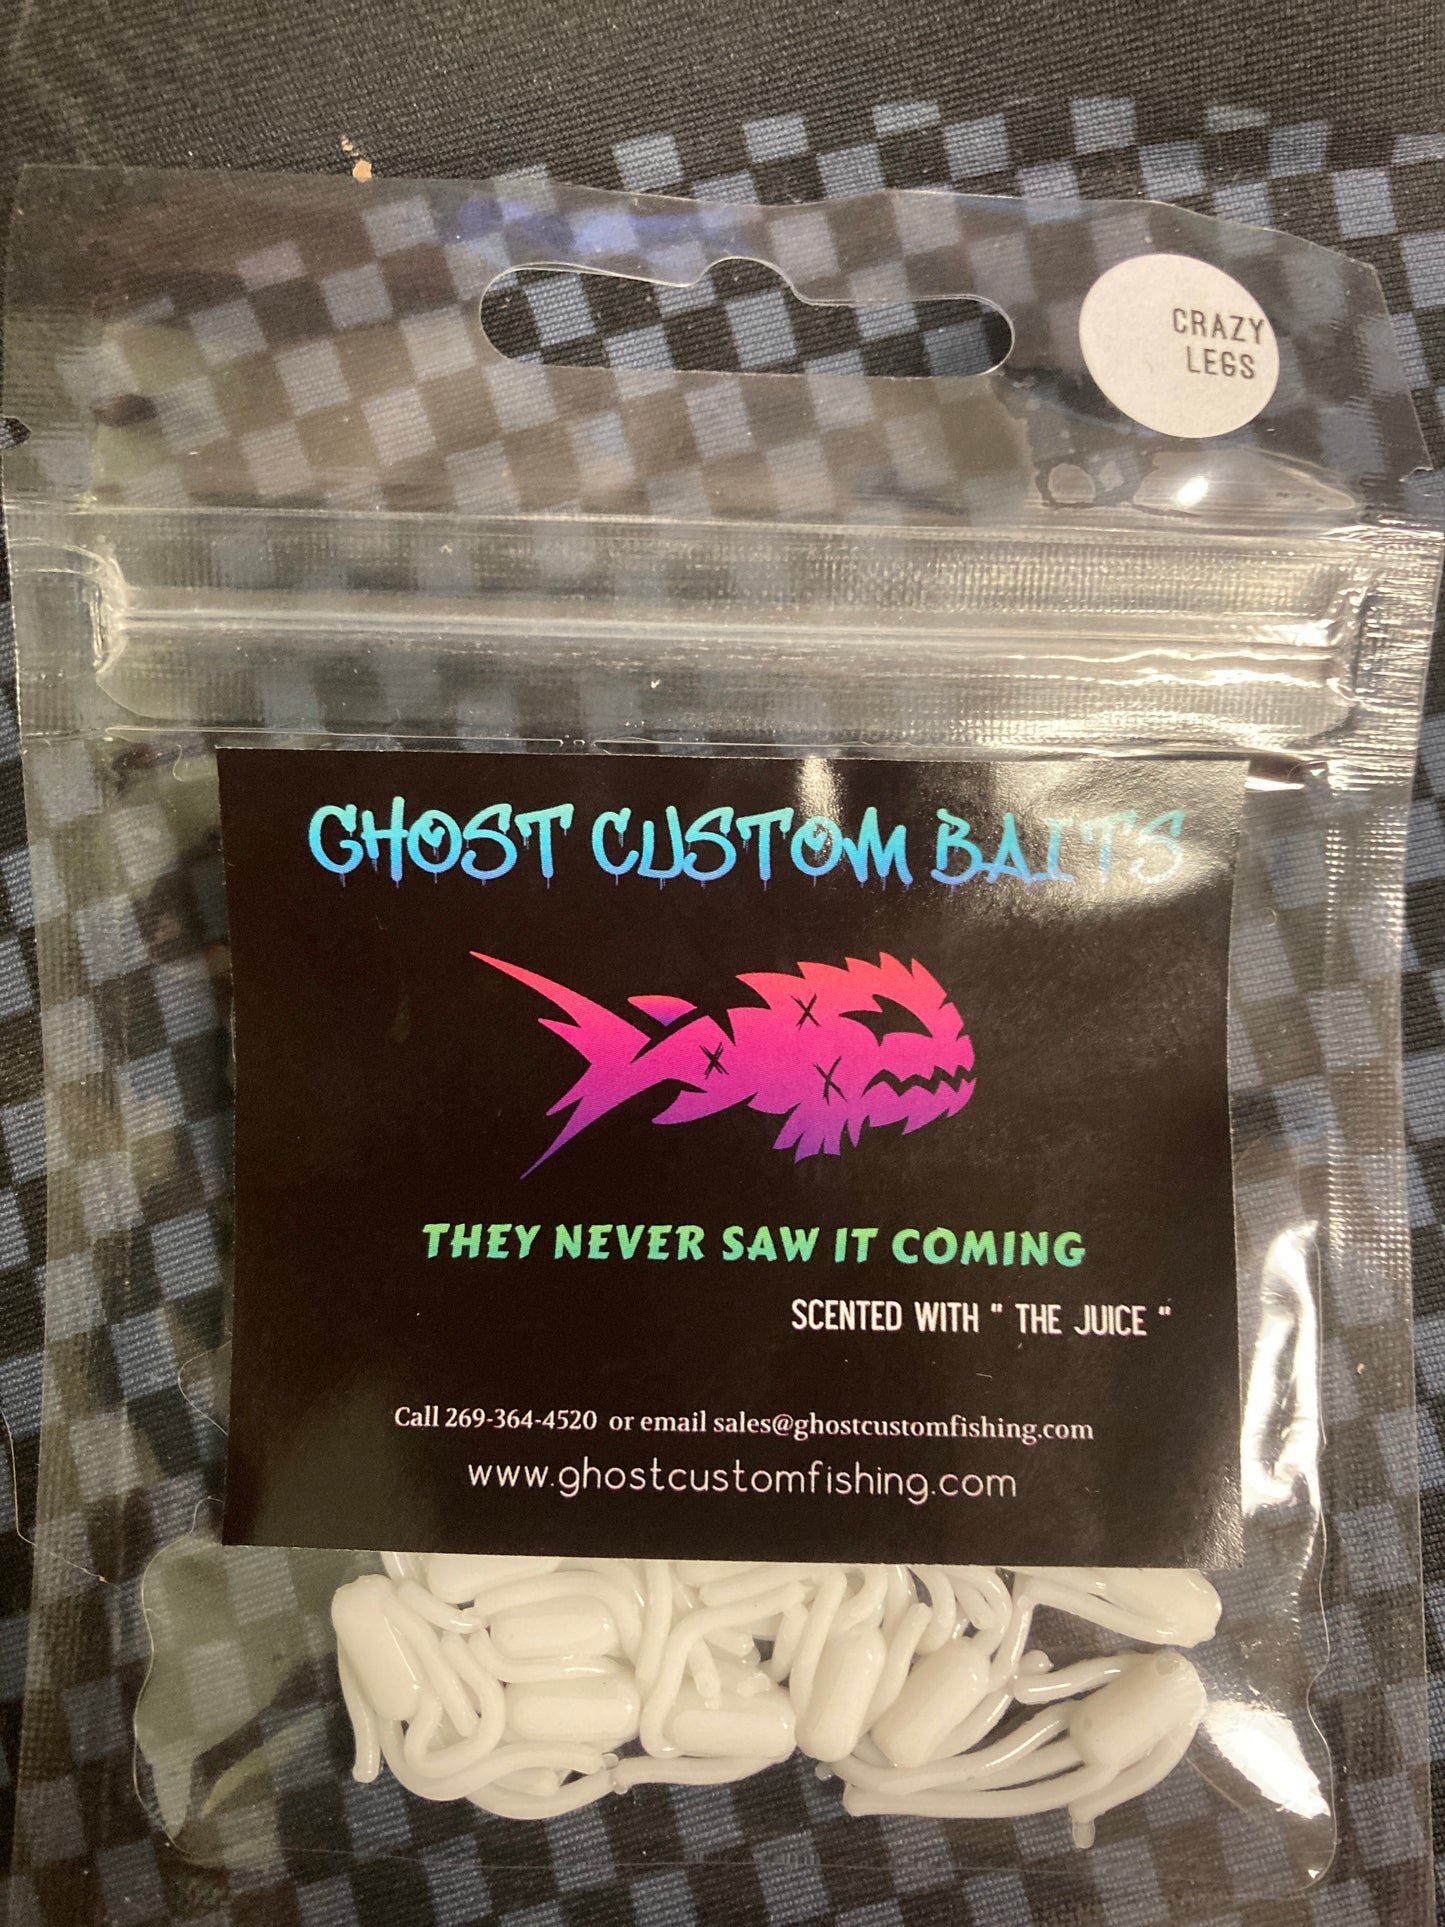 CRAZY
LEGS
GHOST CUSTOM BAITS
THEY NEVER SAW IT COMING
SCENTED WITH " THE JUICE "
Call 269-364-4520 or email sales@ghostcustomfishing.com
www.ghostcustomfishing.com